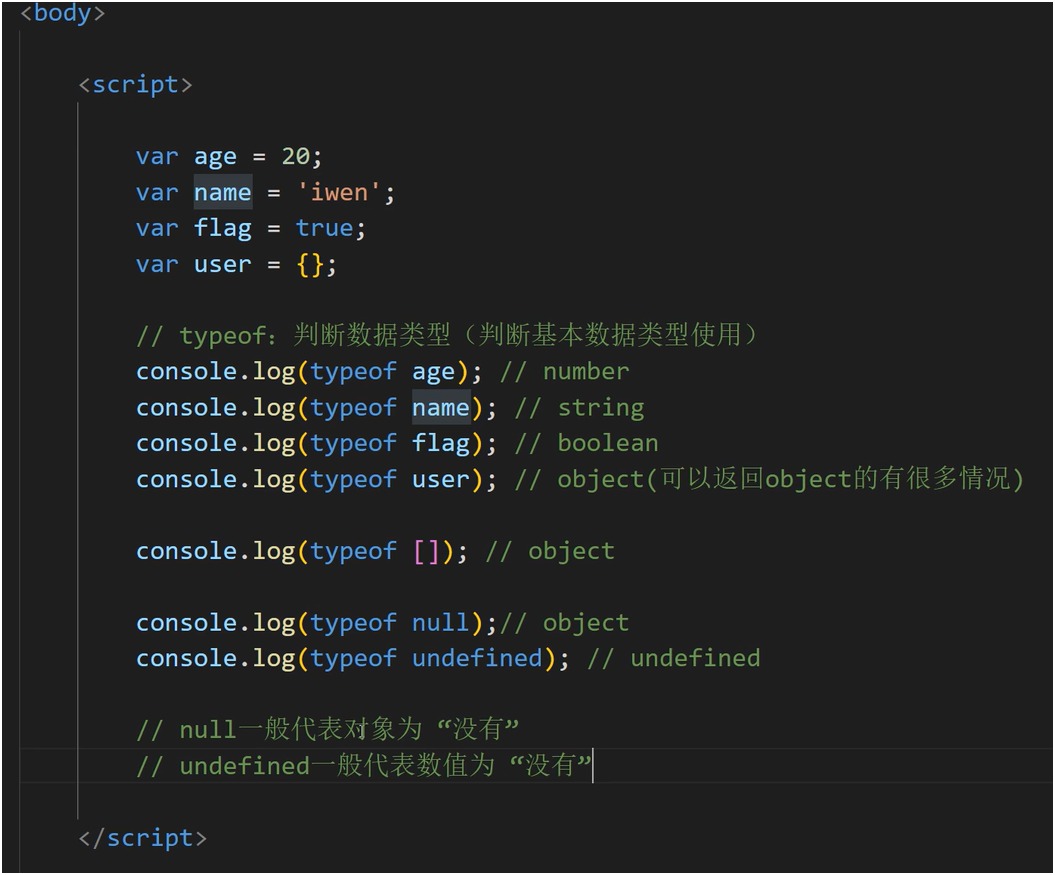 <body>
<script>
var age = 20;
var name = 'iwen';
var flag = true;
var user = {};
// typeof：判断数据类型（判断基本数据类型使用）
console.log(typeof age); // number
console.log(typeof name); // string
console.log(typeof flag); // boolean
console.log(typeof user); // object(可以返回object的有很多情况)
console.log(typeof []); // object
console.log(typeof null);// object
console.log(typeof undefined); // undefined
// null一般代表对象为“没有”
// undefined一般代表数值为“没有”
</script>